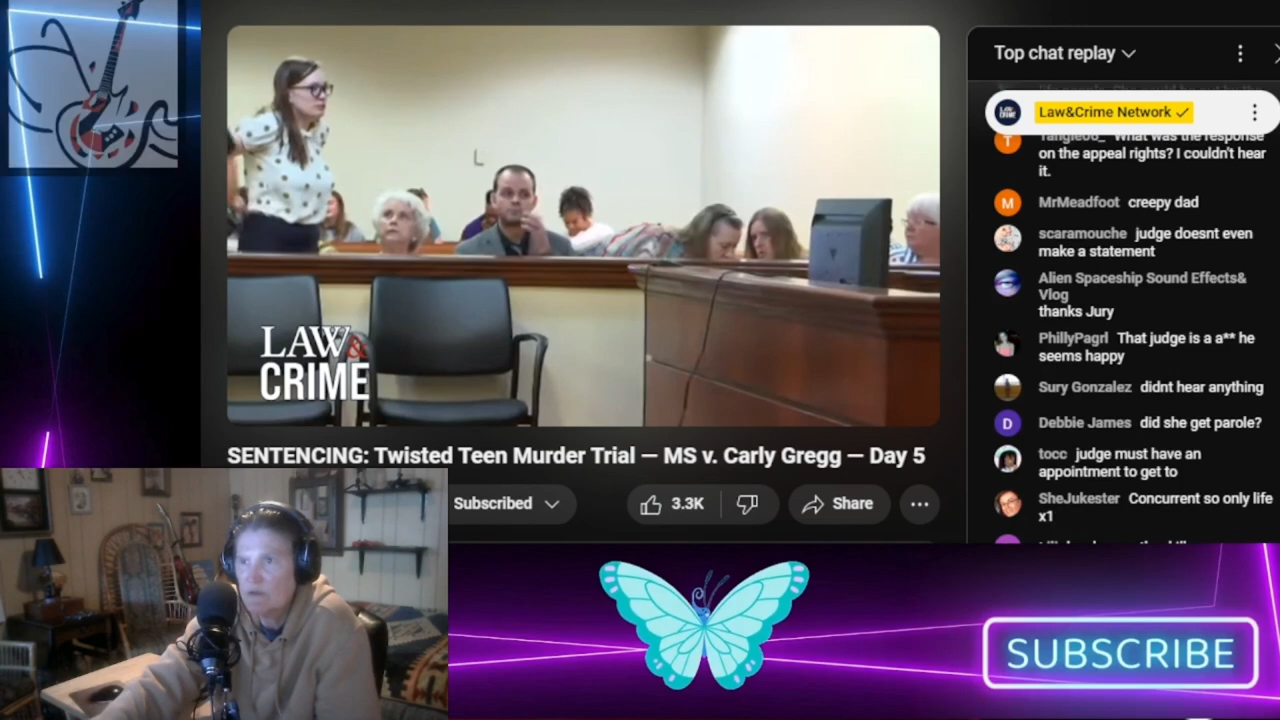 Top chat replay
Law&Crime Network
What was the response
on the appeal rights? I couldn't hear
it.
M
MrMeadfoot creepy dad
scaramouche judge doesnt even
make a statement
Alien Spaceship Sound Effects&
Vlog
thanks Jury
PhillyPagrl That judge is a a** he
seems happy
Sury Gonzalez didnt hear anything
D
Debbie James did she get parole?
tocc judge must have an
appointment to get to
SheJukester Concurrent so only life
x1
LAW&
CRIME
SENTENCING: Twisted Teen Murder Trial — MS v. Carly Gregg — Day 5
Subscribed
3.3K
Share
SUBSCRIBE